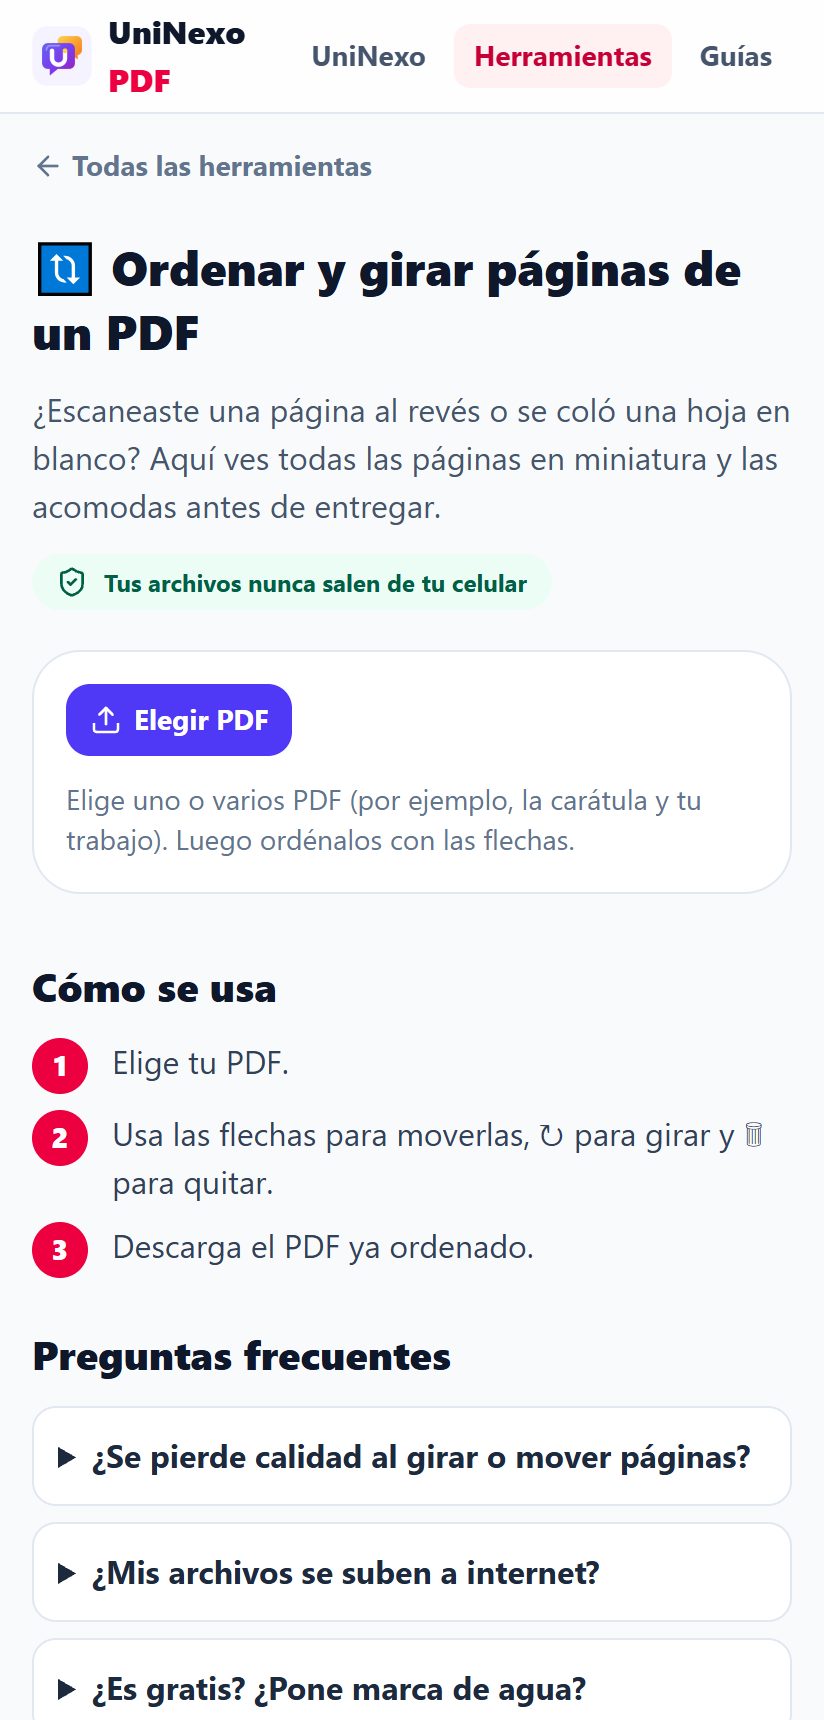 UniNexo
PDF
UniNexo
Herramientas
Guías
← Todas las herramientas
🔃 Ordenar y girar páginas de
un PDF
¿Escaneaste una página al revés o se coló una hoja en
blanco? Aquí ves todas las páginas en miniatura y las
acomodas antes de entregar.
Tus archivos nunca salen de tu celular
Elegir PDF
Elige uno o varios PDF (por ejemplo, la carátula y tu
trabajo). Luego ordénalos con las flechas.
Cómo se usa
1 Elige tu PDF.
2 Usa las flechas para moverlas, ↻ para girar y 🗑
para quitar.
3 Descarga el PDF ya ordenado.
Preguntas frecuentes
▶ ¿Se pierde calidad al girar o mover páginas?
▶ ¿Mis archivos se suben a internet?
▶ ¿Es gratis? ¿Pone marca de agua?